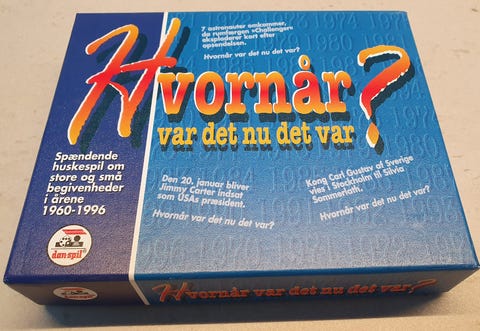 7 astronauter omkommer,
da rumfærgen »Challenger«
eksploderer kort efter
opsendelsen.
Hvornår var det nu det var?
Hvornår?
var det nu det var
Spændende
huskespil om
store og små
begivenheder
i årene
1960-1996
Den 20. januar bliver
Jimmy Carter indsat
som USAs præsident.
Hvornår var det nu det var?
Kong Carl Gustav af Sverige
vies i Stockholm til Silvia
Sommerlath.
Hvornår var det nu det var?
dan-spil
Hvornår var det nu det var?
dan-spil